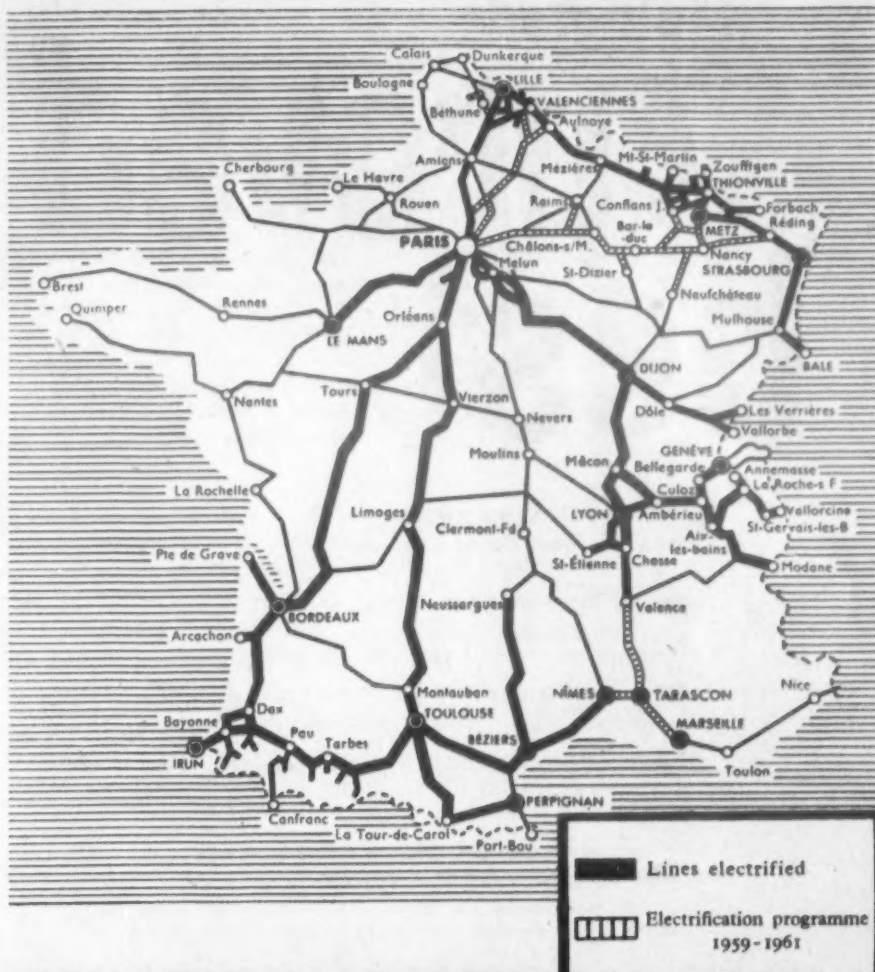 Calais
Dunkerque
Boulogne
LILLE
Béthune
VALENCIENNES
Aulnoye
Cherbourg
Le Havre
Amiens
Mézières
Mt-St-Martin
Zoufftgen
THIONVILLE
Rouen
Reims
Conflans J.
Forbach
Réding
PARIS
Bar-le-duc
METZ
Châlons-s/M.
Nancy
Melun
St-Dizier
STRASBOURG
Brest
Rennes
Neufchâteau
Quimper
Orléans
Mulhouse
LE MANS
BALE
DIJON
Tours
Vierzon
Nantes
Nevers
Dôle
Les Verrières
Vallorbe
Moulins
GENÈVE
Mâcon
Bellegarde
Annemasse
La Roche-s F
La Rochelle
Culoz
Vallorcine
Limoges
LYON
Ambérieu
St-Gervais-les-B
Clermont-Fd
Aix-les-bains
Pte de Grave
St-Étienne
Chasse
Modane
Neussargues
Valence
BORDEAUX
Arcachon
Nice
Montauban
NÎMES
TARASCON
Dax
TOULOUSE
MARSEILLE
Bayonne
Pau
Tarbes
BÉZIERS
IRUN
Toulon
PERPIGNAN
Canfranc
La Tour-de-Carol
Port-Bou
Lines electrified
Electrification programme
1959-1961